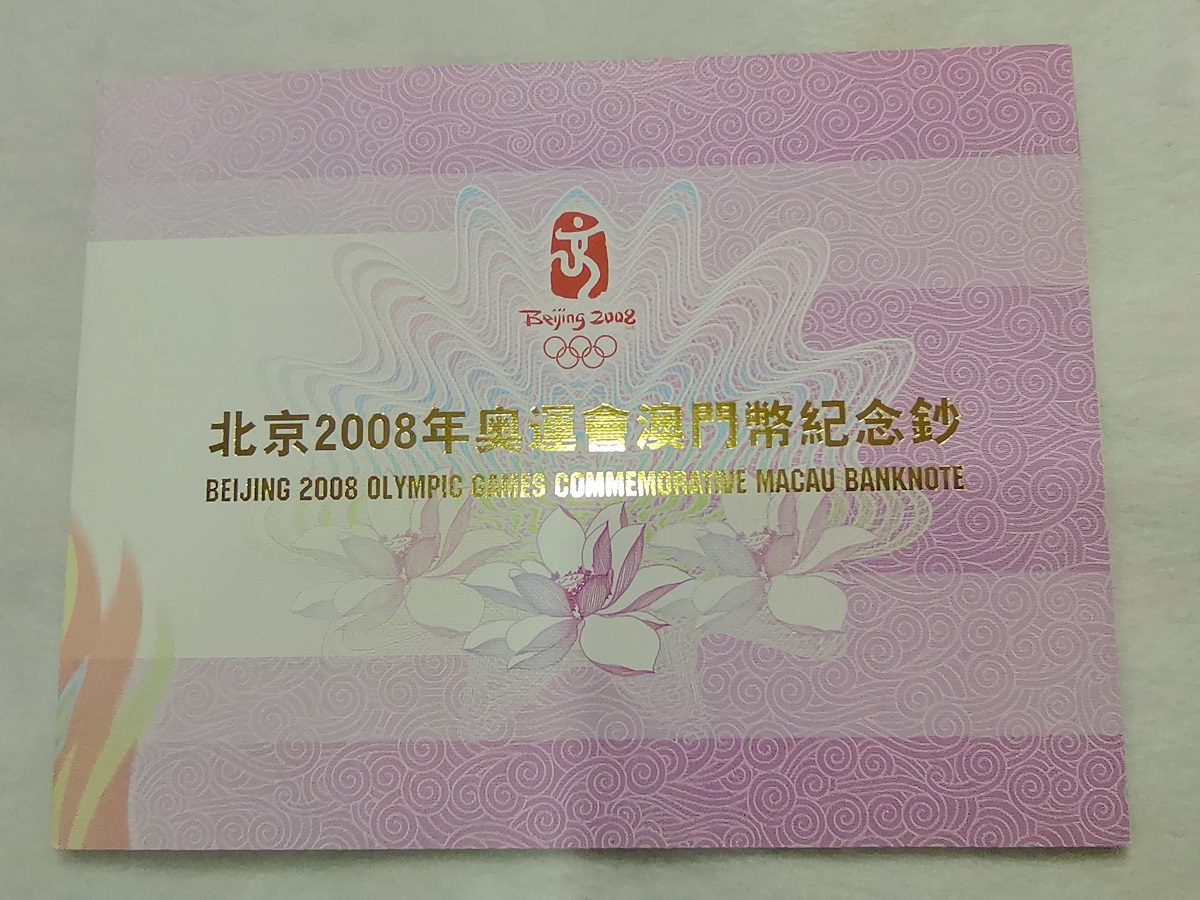 Beijing 2008
北京2008年奧運會澳門幣紀念鈔
BEIJING 2008 OLYMPIC GAMES COMMEMORATIVE MACAU BANKNOTE